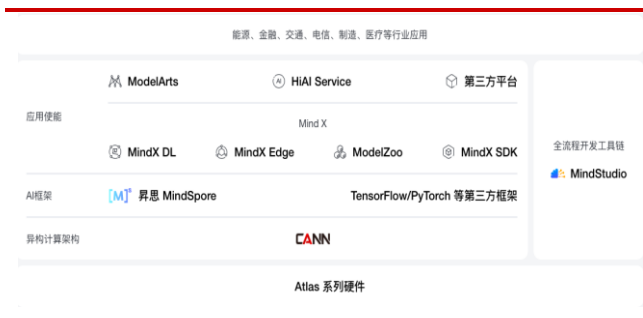 能源、金融、交通、电信、制造、医疗等行业应用
ModelArts HiAI Service 第三方平台
应用使能
Mind X
MindX DL MindX Edge ModelZoo MindX SDK
全流程开发工具链
MindStudio
AI框架 [M]s 昇思 MindSpore TensorFlow/PyTorch 等第三方框架
异构计算架构 CANN
Atlas 系列硬件